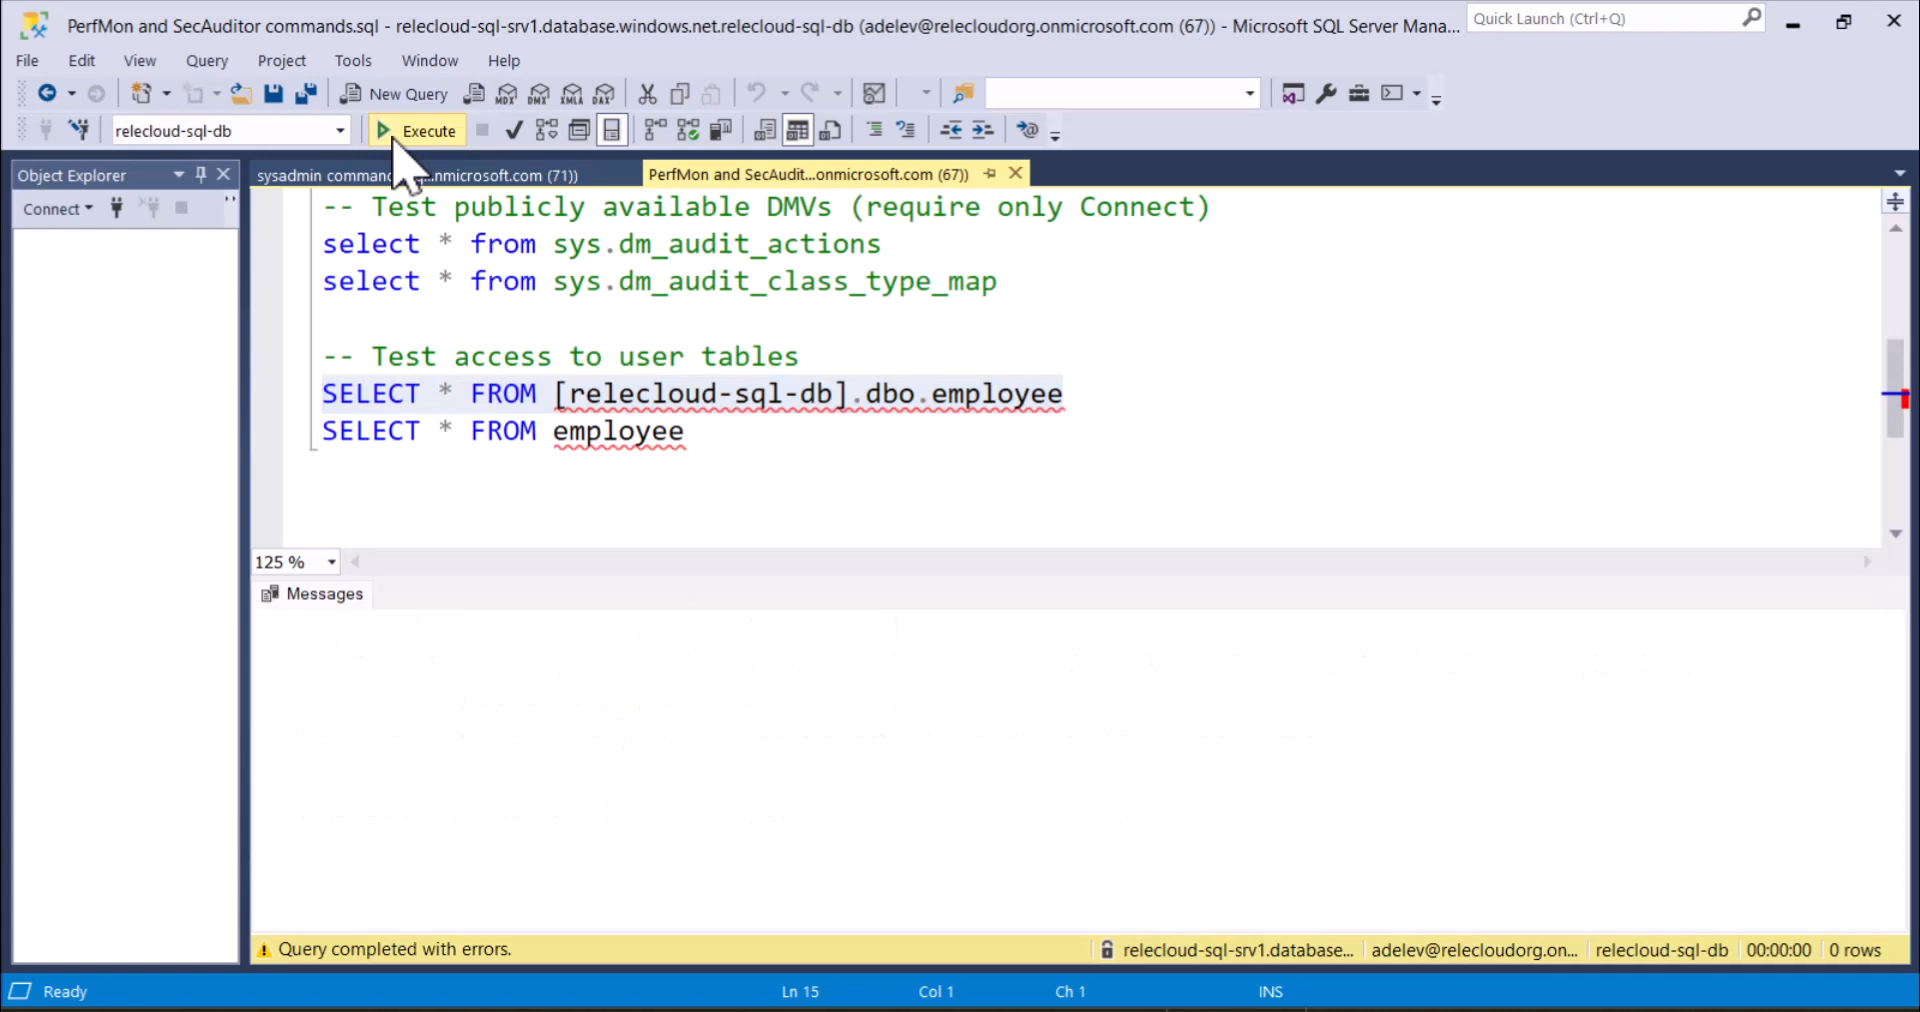 PerfMon and SecAuditor commands.sql - relecloud-sql-srv1.database.windows.net.relecloud-sql-db (adelev@relecloudorg.onmicrosoft.com (67)) - Microsoft SQL Server Mana...
Quick Launch (Ctrl+Q)
File Edit View Query Project Tools Window Help
New Query MDX DMX XMLA DAX
relecloud-sql-db Execute
Object Explorer
sysadmin comman ...nmicrosoft.com (71))
PerfMon and SecAudit...onmicrosoft.com (67))
Connect
-- Test publicly available DMVs (require only Connect)
select * from sys.dm_audit_actions
select * from sys.dm_audit_class_type_map
-- Test access to user tables
SELECT * FROM [relecloud-sql-db].dbo.employee
SELECT * FROM employee
125 %
Messages
Query completed with errors. relecloud-sql-srv1.database... adelev@relecloudorg.on... relecloud-sql-db 00:00:00 0 rows
Ready Ln 15 Col 1 Ch 1 INS